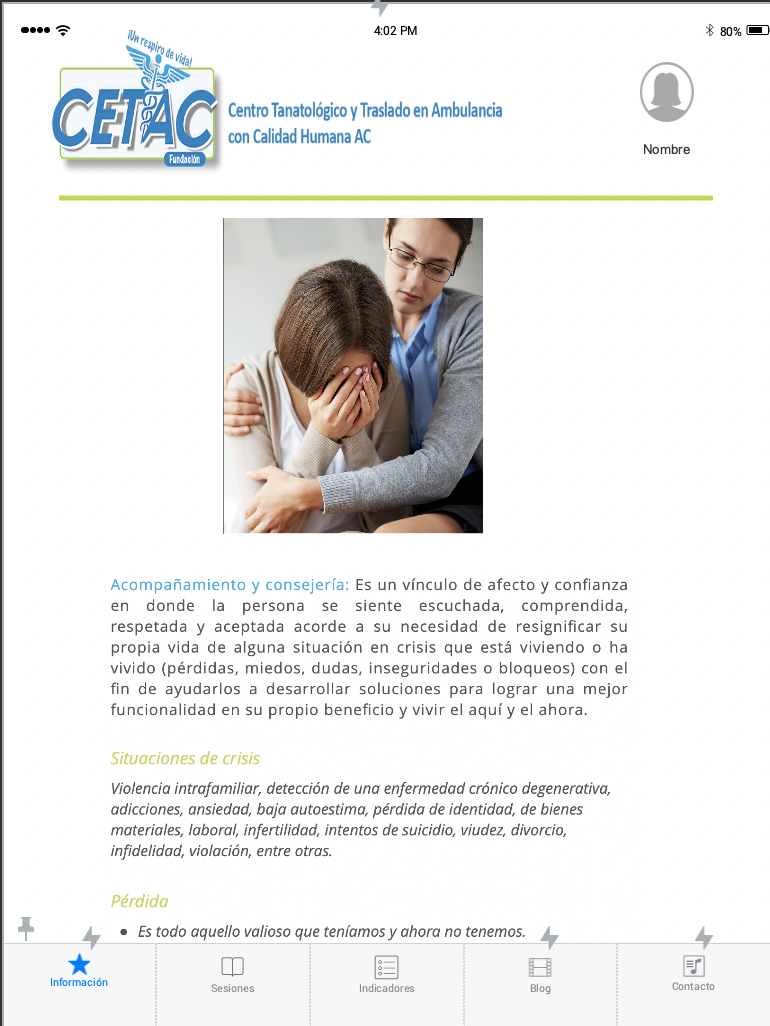 4:02 PM
80%
¡Un respiro de vida!
CETAC
Fundación
Centro Tanatológico y Traslado en Ambulancia
con Calidad Humana AC
Nombre
Acompañamiento y consejería: Es un vínculo de afecto y confianza
en donde la persona se siente escuchada, comprendida,
respetada y aceptada acorde a su necesidad de resignificar su
propia vida de alguna situación en crisis que está viviendo o ha
vivido (pérdidas, miedos, dudas, inseguridades o bloqueos) con el
fin de ayudarlos a desarrollar soluciones para lograr una mejor
funcionalidad en su propio beneficio y vivir el aquí y el ahora.
Situaciones de crisis
Violencia intrafamiliar, detección de una enfermedad crónico degenerativa,
adicciones, ansiedad, baja autoestima, pérdida de identidad, de bienes
materiales, laboral, infertilidad, intentos de suicidio, viudez, divorcio,
infidelidad, violación, entre otras.
Pérdida
● Es todo aquello valioso que teníamos y ahora no tenemos.
Información
Sesiones
Indicadores
Blog
Contacto